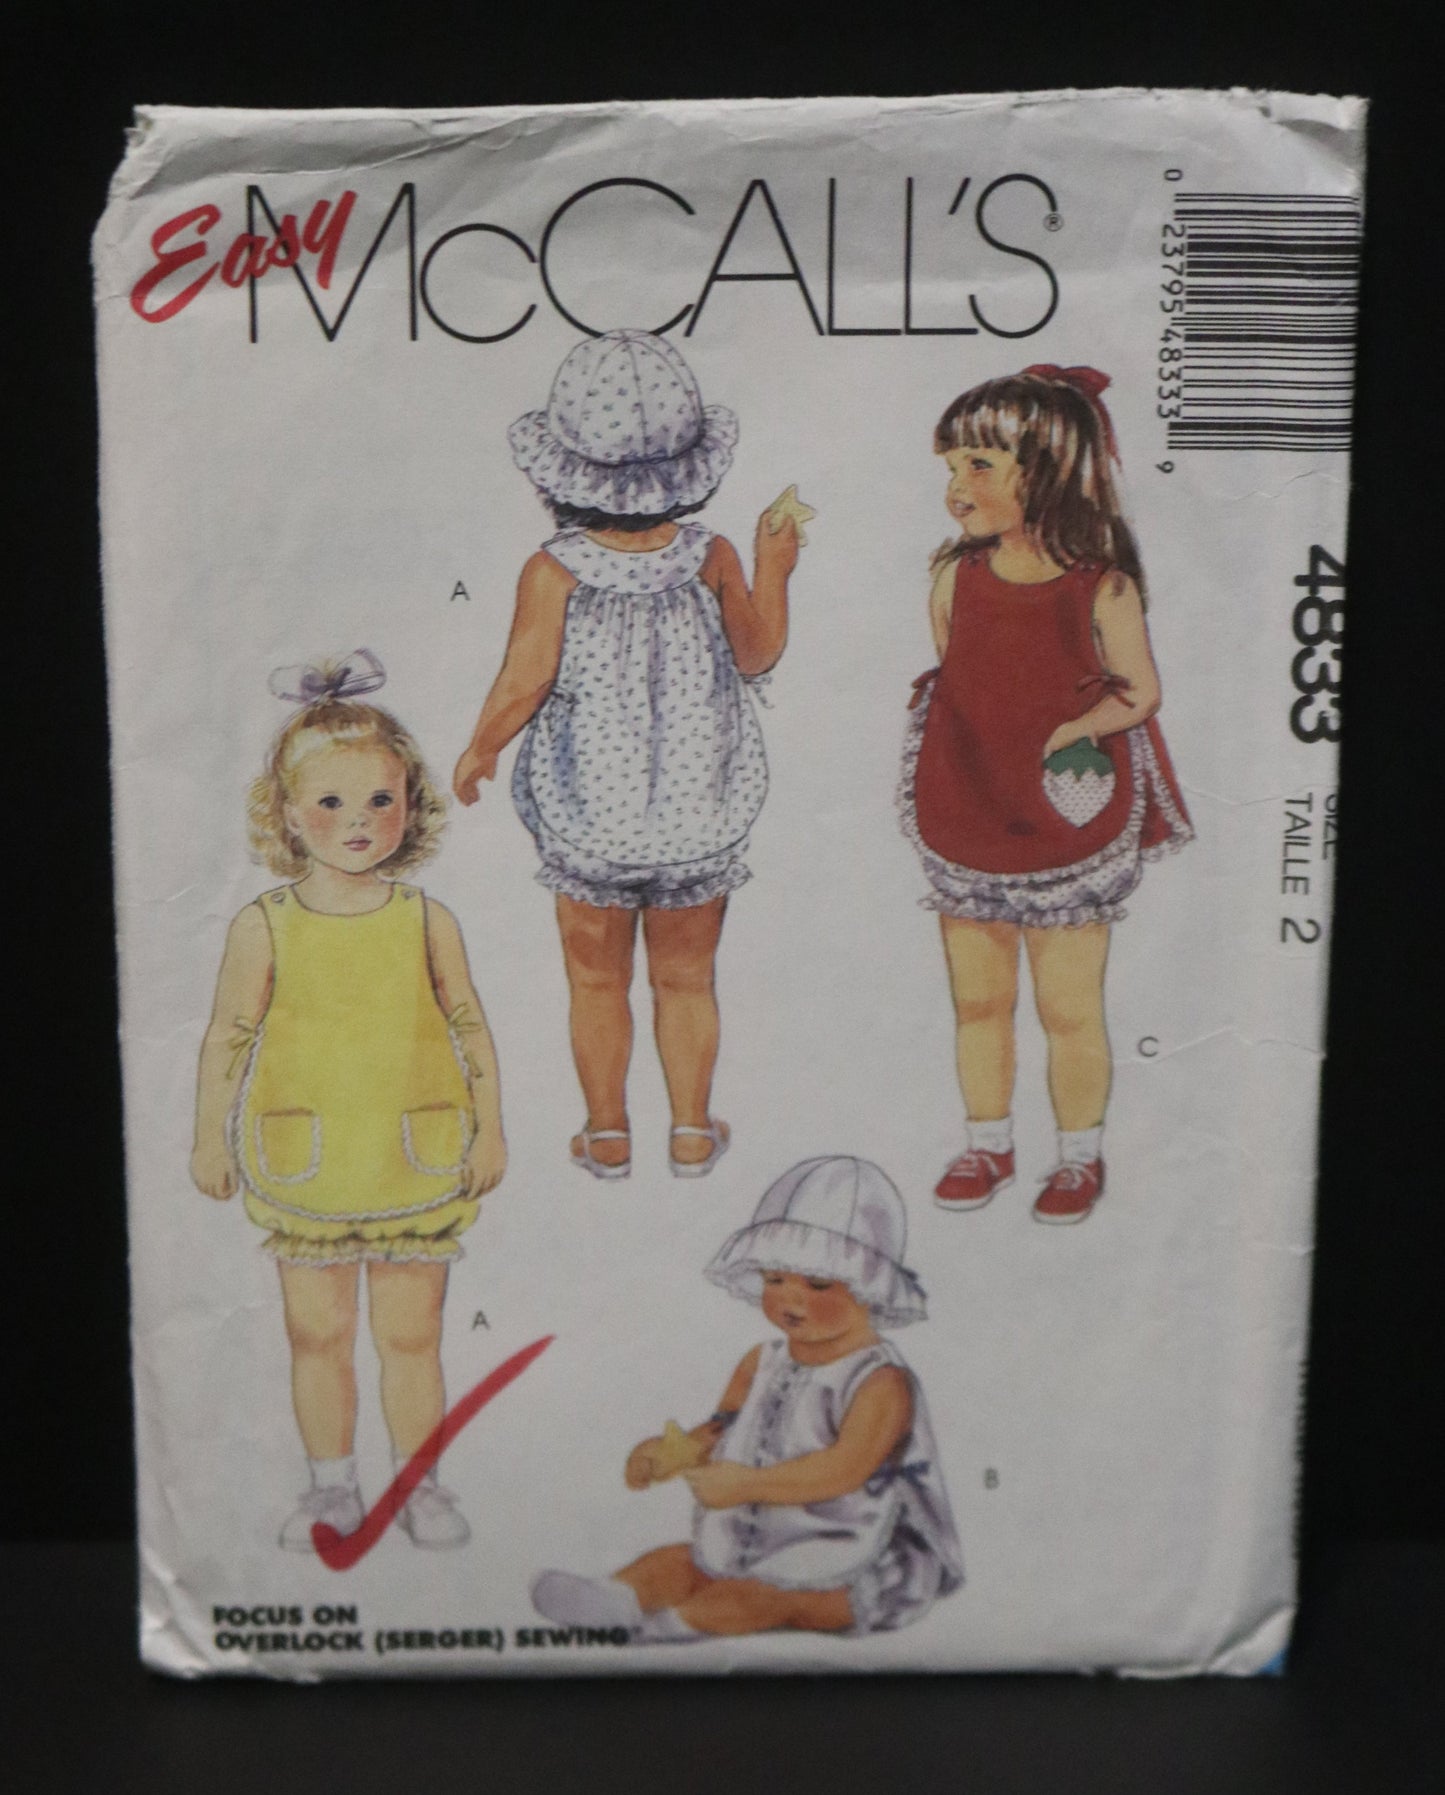 Easy McCALL'S®
0 23795 48333 9
4833
SIZE
TAILLE 2
A
A
C
B
FOCUS ON
OVERLOCK (SERGER) SEWING